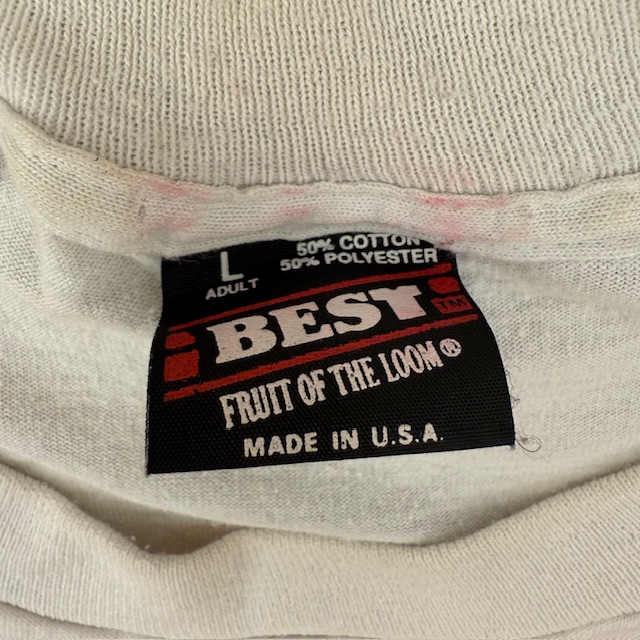 L
ADULT
50% COTTON
50% POLYESTER
BEST
TM
FRUIT OF THE LOOM®
MADE IN U.S.A.